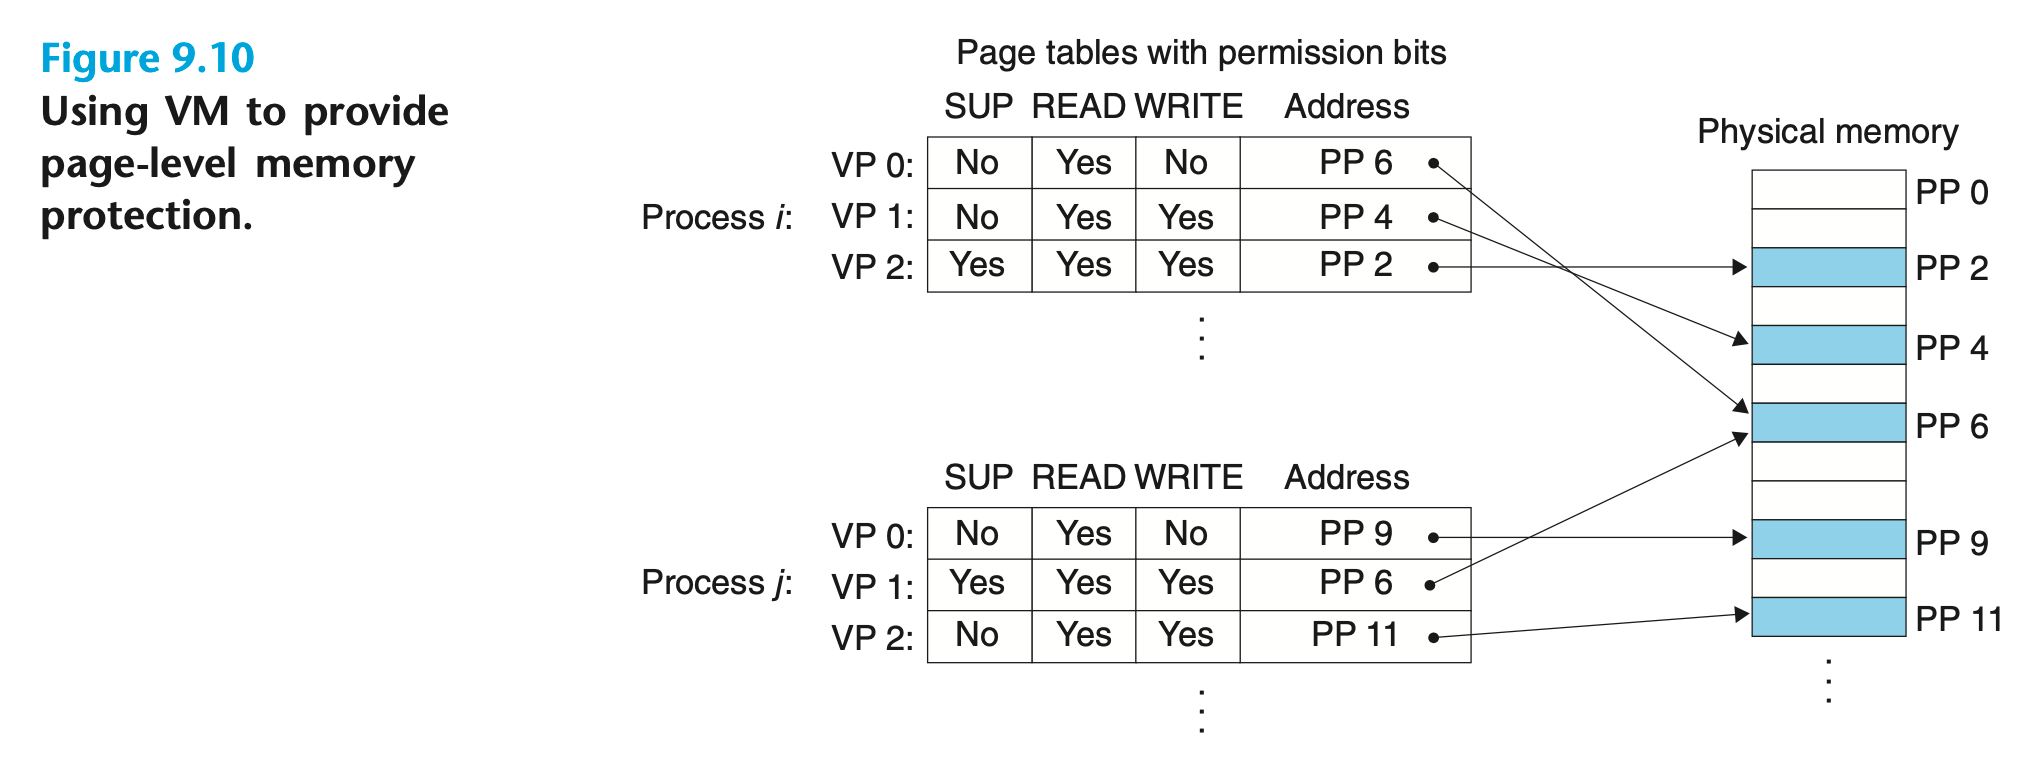 Figure 9.10
Using VM to provide
page-level memory
protection.
Page tables with permission bits
SUP READ WRITE Address
Process i:
VP 0: No Yes No PP 6
VP 1: No Yes Yes PP 4
VP 2: Yes Yes Yes PP 2
SUP READ WRITE Address
Process j:
VP 0: No Yes No PP 9
VP 1: Yes Yes Yes PP 6
VP 2: No Yes Yes PP 11
Physical memory
PP 0
PP 2
PP 4
PP 6
PP 9
PP 11